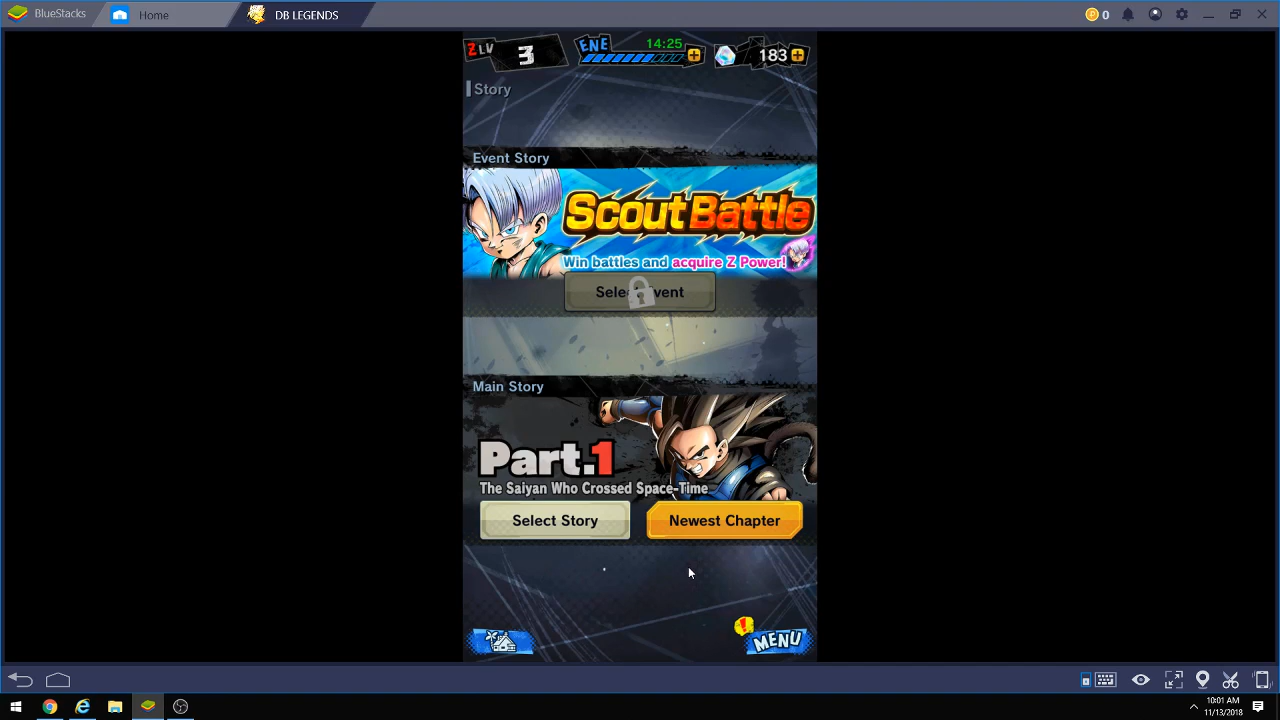 BlueStacks
Home
DB LEGENDS
0
Z LV
3
ENE
14:25
183
Story
Event Story
Scout Battle
Win battles and acquire Z Power!
Select Event
Main Story
Part.1
The Saiyan Who Crossed Space-Time
Select Story
Newest Chapter
!
MENU
10:01 AM
11/13/2018